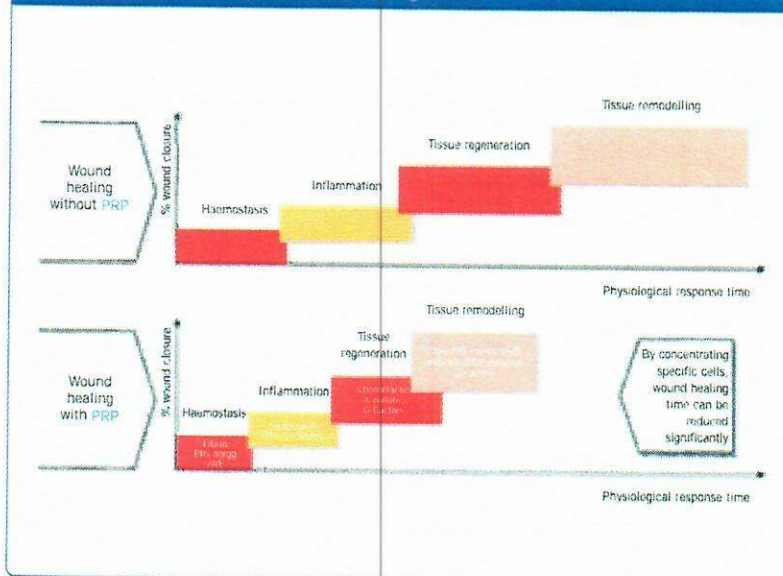 Tissue remodelling
Tissue regeneration
Inflammation
Haemostasis
% wound closure
Wound
healing
without PRP
Physiological response time
Tissue remodelling
Tissue
regeneration
Inflammation
Haemostasis
% wound closure
Wound
healing
with PRP
Fibrin
G Factors
By concentrating
specific cells,
wound healing
time can be
reduced
significantly
Physiological response time